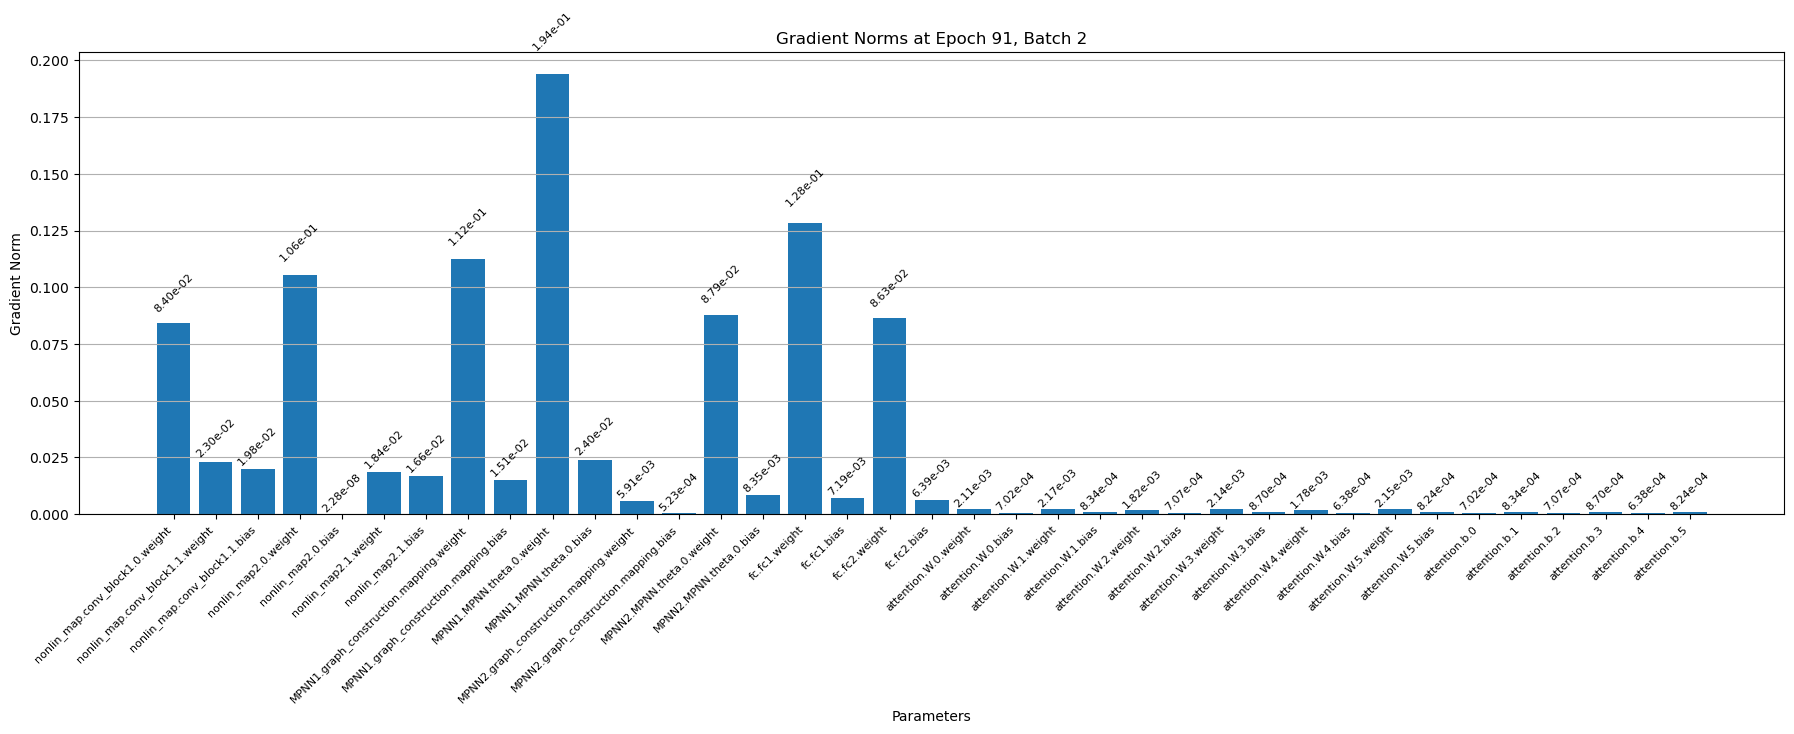 Gradient Norms at Epoch 91, Batch 2
Gradient Norm
0.200
0.175
0.150
0.125
0.100
0.075
0.050
0.025
0.000
8.40e-02
2.30e-02
1.98e-02
1.06e-01
2.28e-08
1.84e-02
1.66e-02
1.12e-01
1.51e-02
1.94e-01
2.40e-02
5.91e-03
5.23e-04
8.79e-02
8.35e-03
1.28e-01
7.19e-03
8.63e-02
6.39e-03
2.11e-03
7.02e-04
2.17e-03
8.34e-04
1.82e-03
7.07e-04
2.14e-03
8.70e-04
1.78e-03
6.38e-04
2.15e-03
8.24e-04
7.02e-04
8.34e-04
7.07e-04
8.70e-04
6.38e-04
8.24e-04
nonlin_map.conv_block1.0.weight
nonlin_map.conv_block1.1.weight
nonlin_map.conv_block1.1.bias
nonlin_map2.0.weight
nonlin_map2.0.bias
nonlin_map2.1.weight
nonlin_map2.1.bias
MPNN1.graph_construction.mapping.weight
MPNN1.graph_construction.mapping.bias
MPNN1.MPNN.theta.0.weight
MPNN1.MPNN.theta.0.bias
MPNN2.graph_construction.mapping.weight
MPNN2.graph_construction.mapping.bias
MPNN2.MPNN.theta.0.weight
MPNN2.MPNN.theta.0.bias
fc.fc1.weight
fc.fc1.bias
fc.fc2.weight
fc.fc2.bias
attention.W.0.weight
attention.W.0.bias
attention.W.1.weight
attention.W.1.bias
attention.W.2.weight
attention.W.2.bias
attention.W.3.weight
attention.W.3.bias
attention.W.4.weight
attention.W.4.bias
attention.W.5.weight
attention.W.5.bias
attention.b.0
attention.b.1
attention.b.2
attention.b.3
attention.b.4
attention.b.5
Parameters